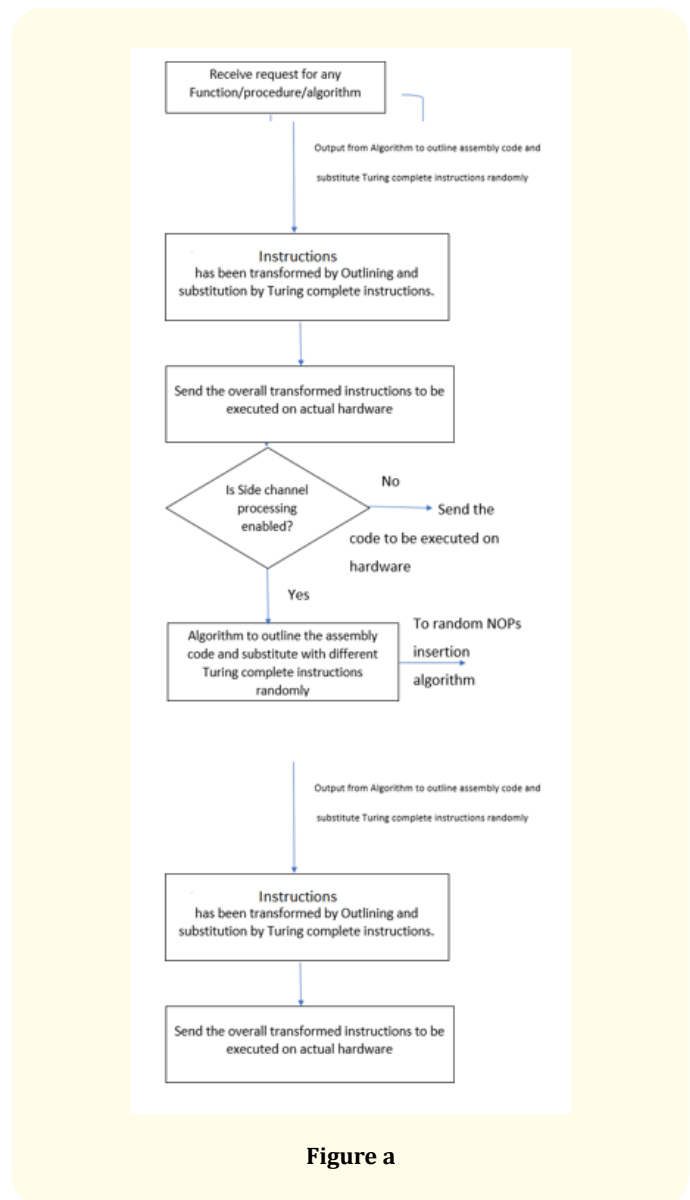 Receive request for any
Function/procedure/algorithm
Output from Algorithm to outline assembly code and
substitute Turing complete instructions randomly
Instructions
has been transformed by Outlining and
substitution by Turing complete instructions.
Send the overall transformed instructions to be
executed on actual hardware
Is Side channel
processing
enabled?
No
Send the
code to be executed on
hardware
Yes
Algorithm to outline the assembly
code and substitute with different
Turing complete instructions
randomly
To random NOPs
insertion
algorithm
Output from Algorithm to outline assembly code and
substitute Turing complete instructions randomly
Instructions
has been transformed by Outlining and
substitution by Turing complete instructions.
Send the overall transformed instructions to be
executed on actual hardware
Figure a